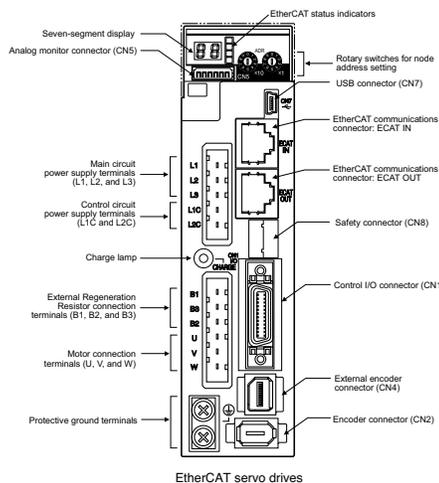 EtherCAT status indicators
Seven-segment display
Analog monitor connector (CN5)
ADR
CN5
x10
x1
Rotary switches for node
address setting
USB connector (CN7)
CN7
EtherCAT communications
connector: ECAT IN
ECAT
IN
EtherCAT communications
connector: ECAT OUT
ECAT
OUT
Main circuit
power supply terminals
(L1, L2, and L3)
L1
L2
L3
Control circuit
power supply terminals
(L1C and L2C)
L1C
L2C
Safety connector (CN8)
Charge lamp
CN1
I/O
CHARGE
Control I/O connector (CN1
External Regeneration
Resistor connection
terminals (B1, B2, and B3)
B1
B3
B2
Motor connection
terminals (U, V, and W)
U
V
W
External encoder
connector (CN4)
Protective ground terminals
Encoder connector (CN2)
EtherCAT servo drives